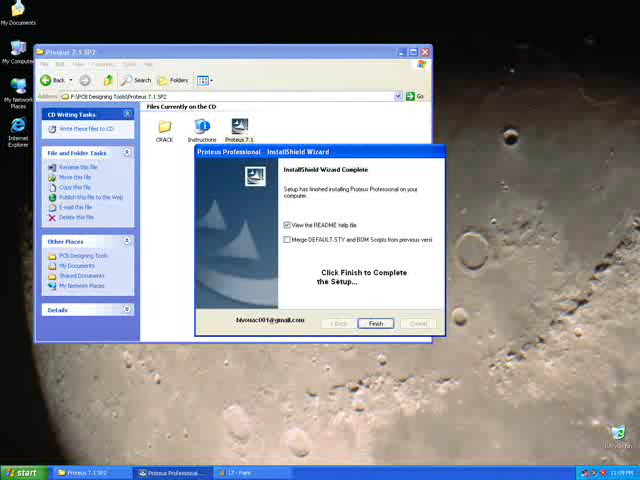 My Documents
My Computer
My Network
Places
Internet
Explorer
Proteus 7.1 SP2
Back
Search
Folders
Address
F:\PCB Designing Tools\Proteus 7.1 SP2
Go
CD Writing Tasks
Write these files to CD
File and Folder Tasks
Rename this file
Move this file
Copy this file
Publish this file to the Web
E-mail this file
Delete this file
Other Places
PCB Designing Tools
My Documents
Shared Documents
My Network Places
Details
Files Currently on the CD
CRACK
Instructions
Proteus 7.1
Proteus Professional - InstallShield Wizard
InstallShield Wizard Complete
Setup has finished installing Proteus Professional on your
computer.
View the README help file
Merge DEFAULT.STY and BOM Scripts from previous versi
Click Finish to Complete
the Setup...
bivouac001@gmail.com
< Back
Finish
Cancel
Recycle Bin
start
Proteus 7.1 SP2
Proteus Professional ...
17 - Paint
11:09 PM